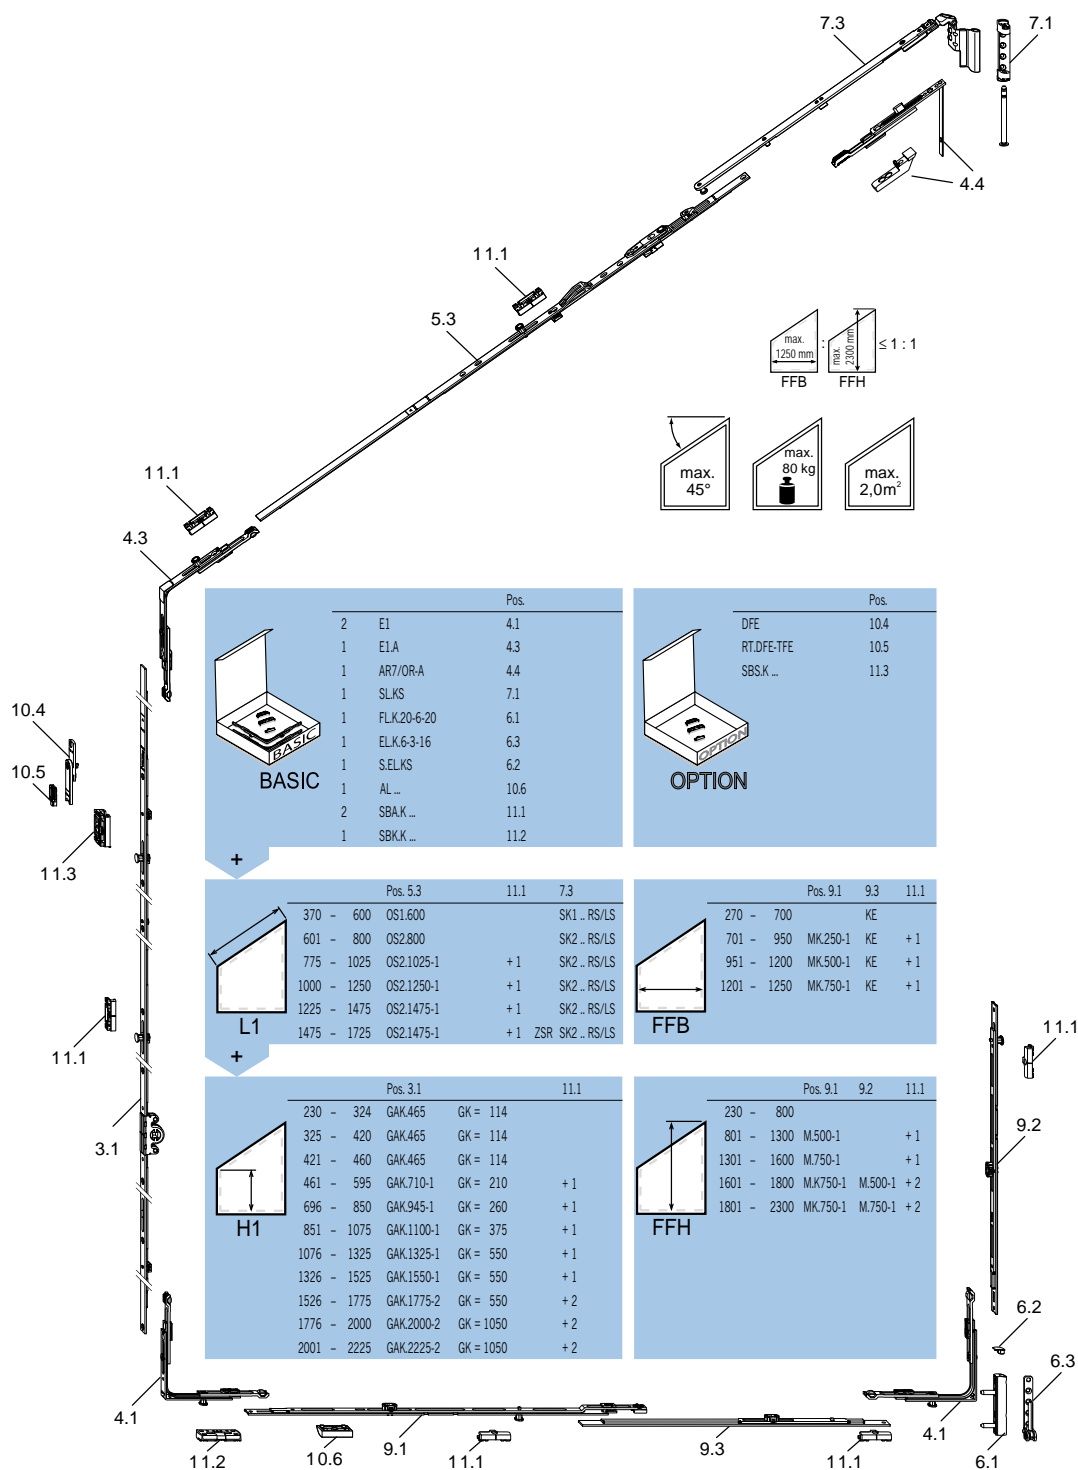 7.3
7.1
4.4
11.1
5.3
max.
1250 mm
FFB
:
max.
2300 mm
FFH
≤ 1 : 1
max.
45°
max.
80 kg
max.
2,0m²
11.1
4.3
Pos.
2 E1 4.1
1 E1.A 4.3
1 AR7/OR-A 4.4
1 SL.KS 7.1
1 FL.K.20-6-20 6.1
1 EL.K.6-3-16 6.3
1 S.EL.KS 6.2
1 AL ... 10.6
2 SBA.K ... 11.1
1 SBK.K ... 11.2
BASIC
BASIC
Pos.
DFE 10.4
RT.DFE-TFE 10.5
SBS.K ... 11.3
OPTION
OPTION
10.4
10.5
11.3
+
Pos. 5.3 11.1 7.3
370 – 600 OS1.600 SK1 .. RS/LS
601 – 800 OS2.800 SK2 .. RS/LS
775 – 1025 OS2.1025-1 + 1 SK2 .. RS/LS
1000 – 1250 OS2.1250-1 + 1 SK2 .. RS/LS
1225 – 1475 OS2.1475-1 + 1 SK2 .. RS/LS
1475 – 1725 OS2.1475-1 + 1 ZSR SK2 .. RS/LS
L1
Pos. 9.1 9.3 11.1
270 – 700 KE
701 – 950 MK.250-1 KE + 1
951 – 1200 MK.500-1 KE + 1
1201 – 1250 MK.750-1 KE + 1
FFB
+
11.1
3.1
Pos. 3.1 11.1
230 – 324 GAK.465 GK = 114
325 – 420 GAK.465 GK = 114
421 – 460 GAK.465 GK = 114
461 – 595 GAK.710-1 GK = 210 + 1
696 – 850 GAK.945-1 GK = 260 + 1
851 – 1075 GAK.1100-1 GK = 375 + 1
1076 – 1325 GAK.1325-1 GK = 550 + 1
1326 – 1525 GAK.1550-1 GK = 550 + 1
1526 – 1775 GAK.1775-2 GK = 550 + 2
1776 – 2000 GAK.2000-2 GK = 1050 + 2
2001 – 2225 GAK.2225-2 GK = 1050 + 2
H1
Pos. 9.1 9.2 11.1
230 – 800
801 – 1300 M.500-1 + 1
1301 – 1600 M.750-1 + 1
1601 – 1800 M.K750-1 M.500-1 + 2
1801 – 2300 MK.750-1 M.750-1 + 2
FFH
11.1
9.2
6.2
6.3
4.1
11.2
10.6
9.1
11.1
9.3
11.1
4.1
6.1